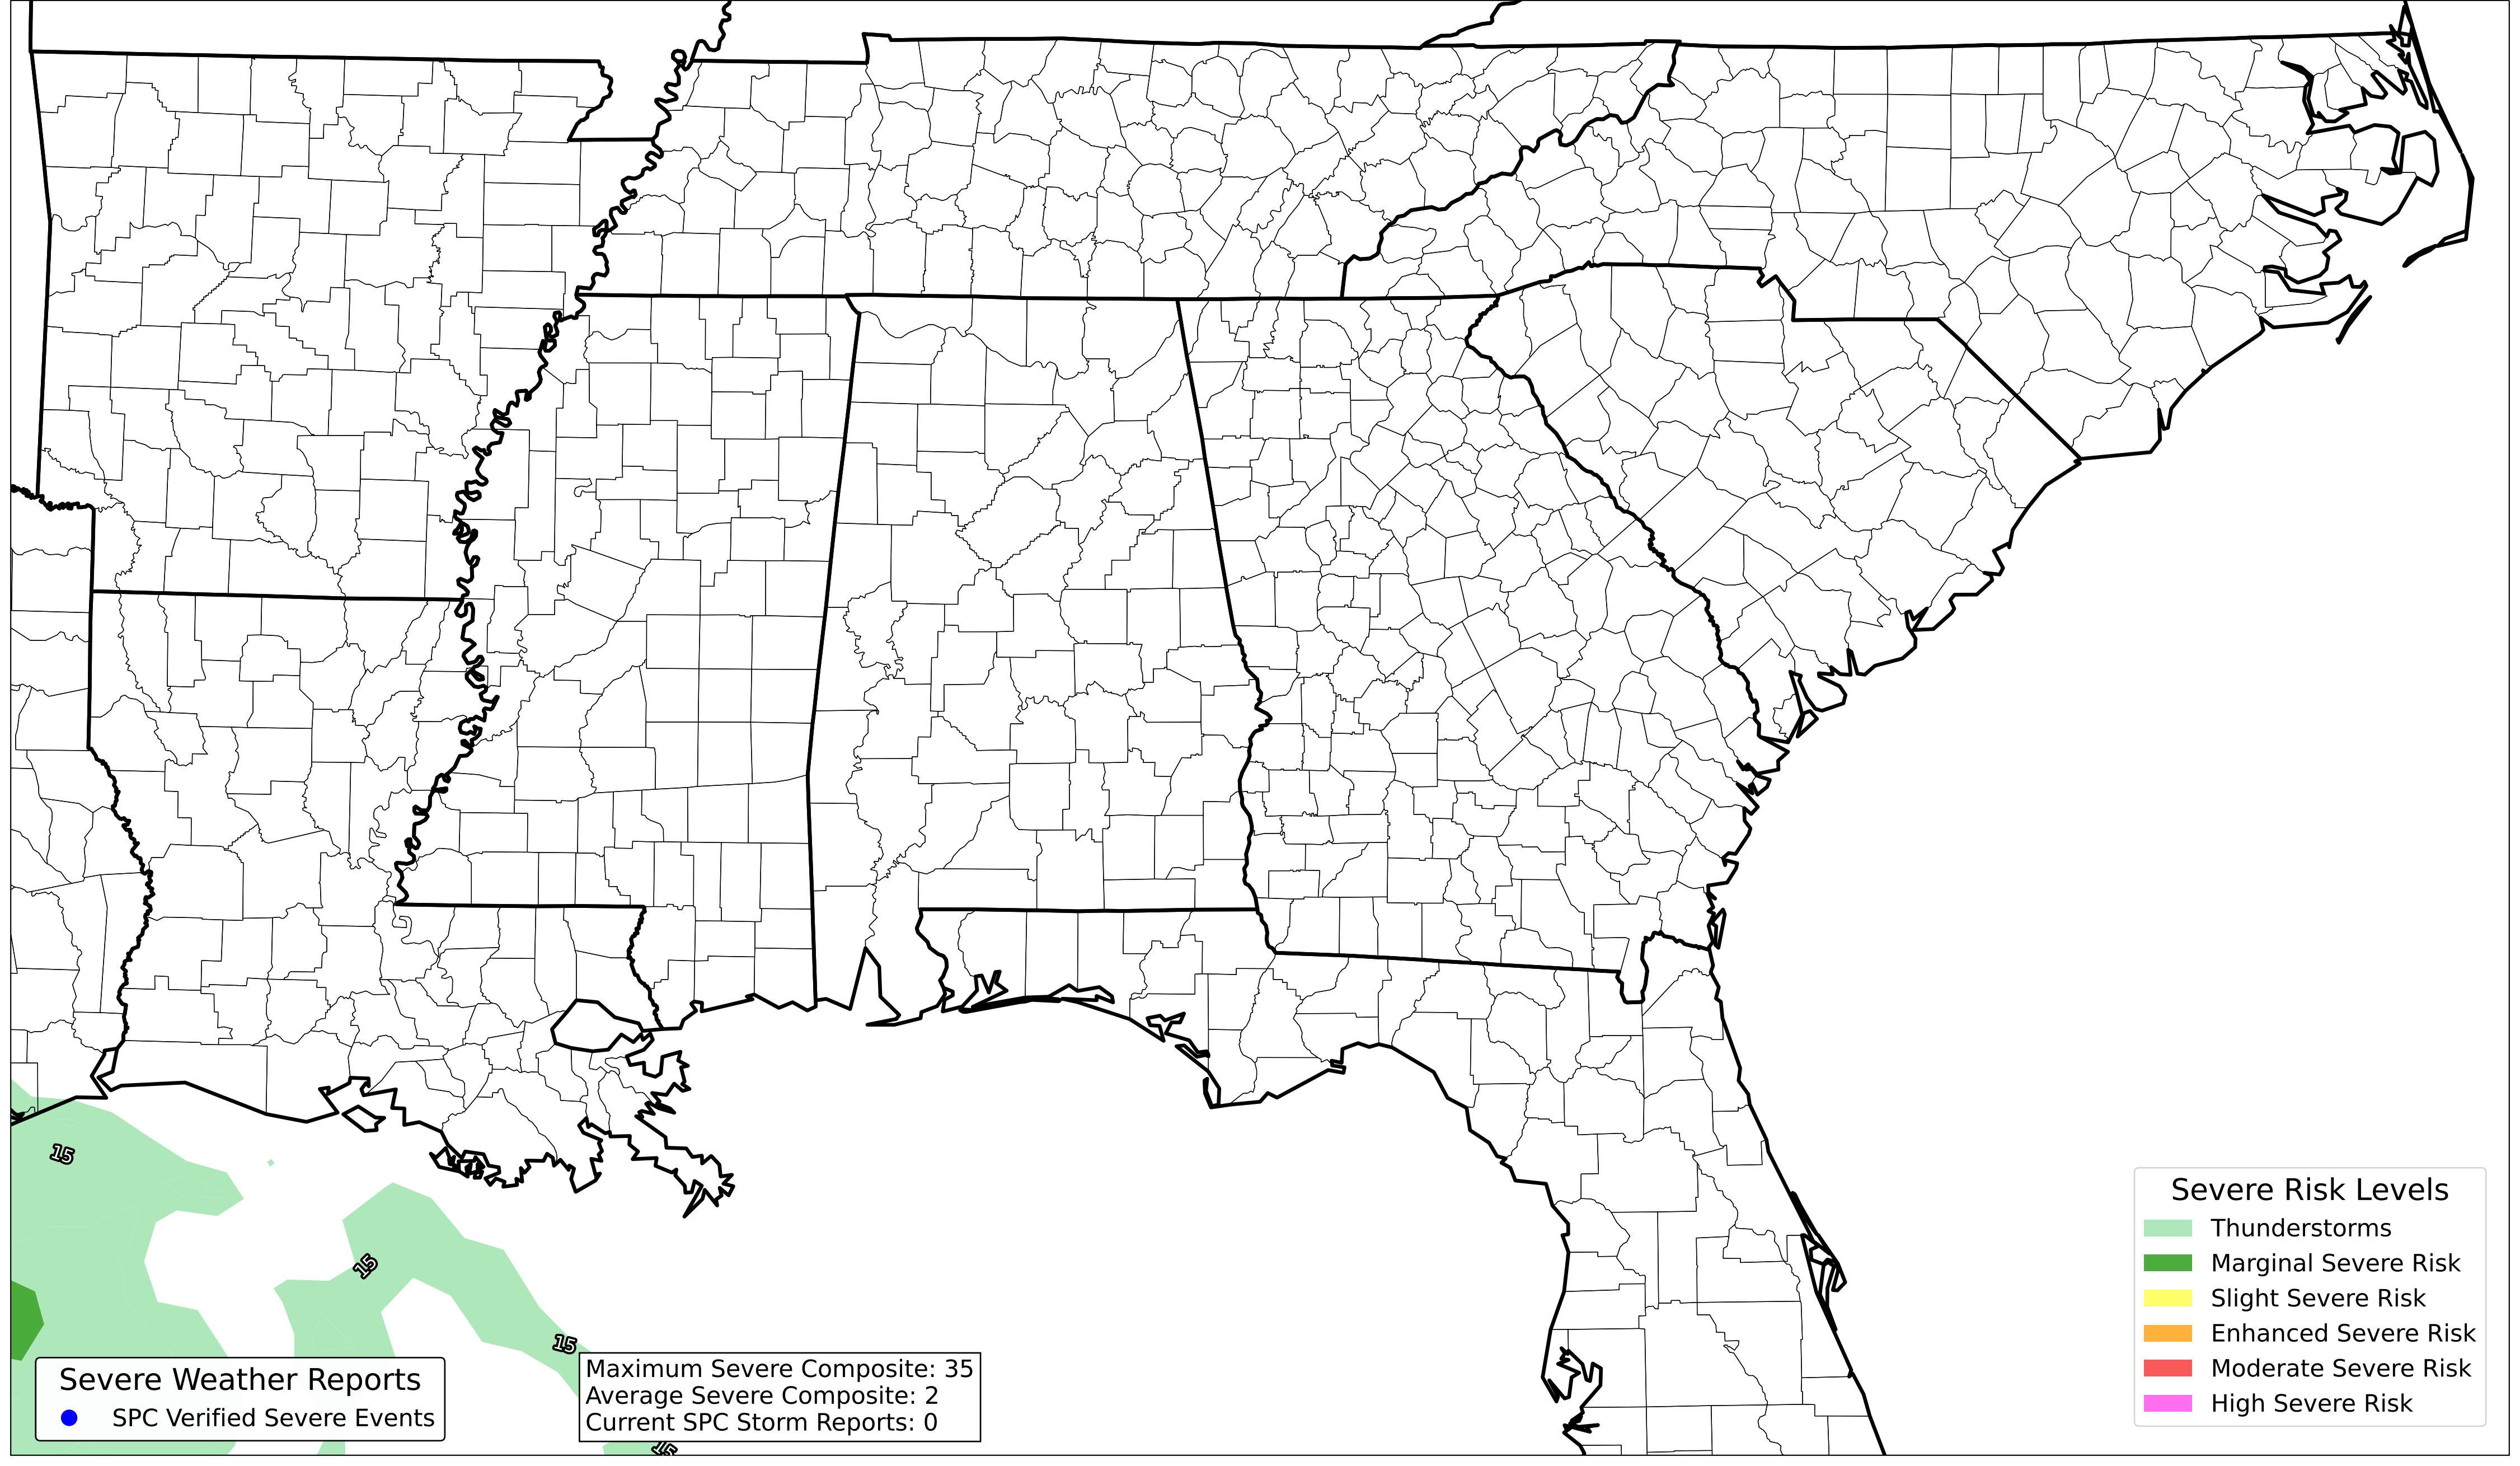 15
15
15
15
Severe Weather Reports
SPC Verified Severe Events
Maximum Severe Composite: 35
Average Severe Composite: 2
Current SPC Storm Reports: 0
Severe Risk Levels
Thunderstorms
Marginal Severe Risk
Slight Severe Risk
Enhanced Severe Risk
Moderate Severe Risk
High Severe Risk